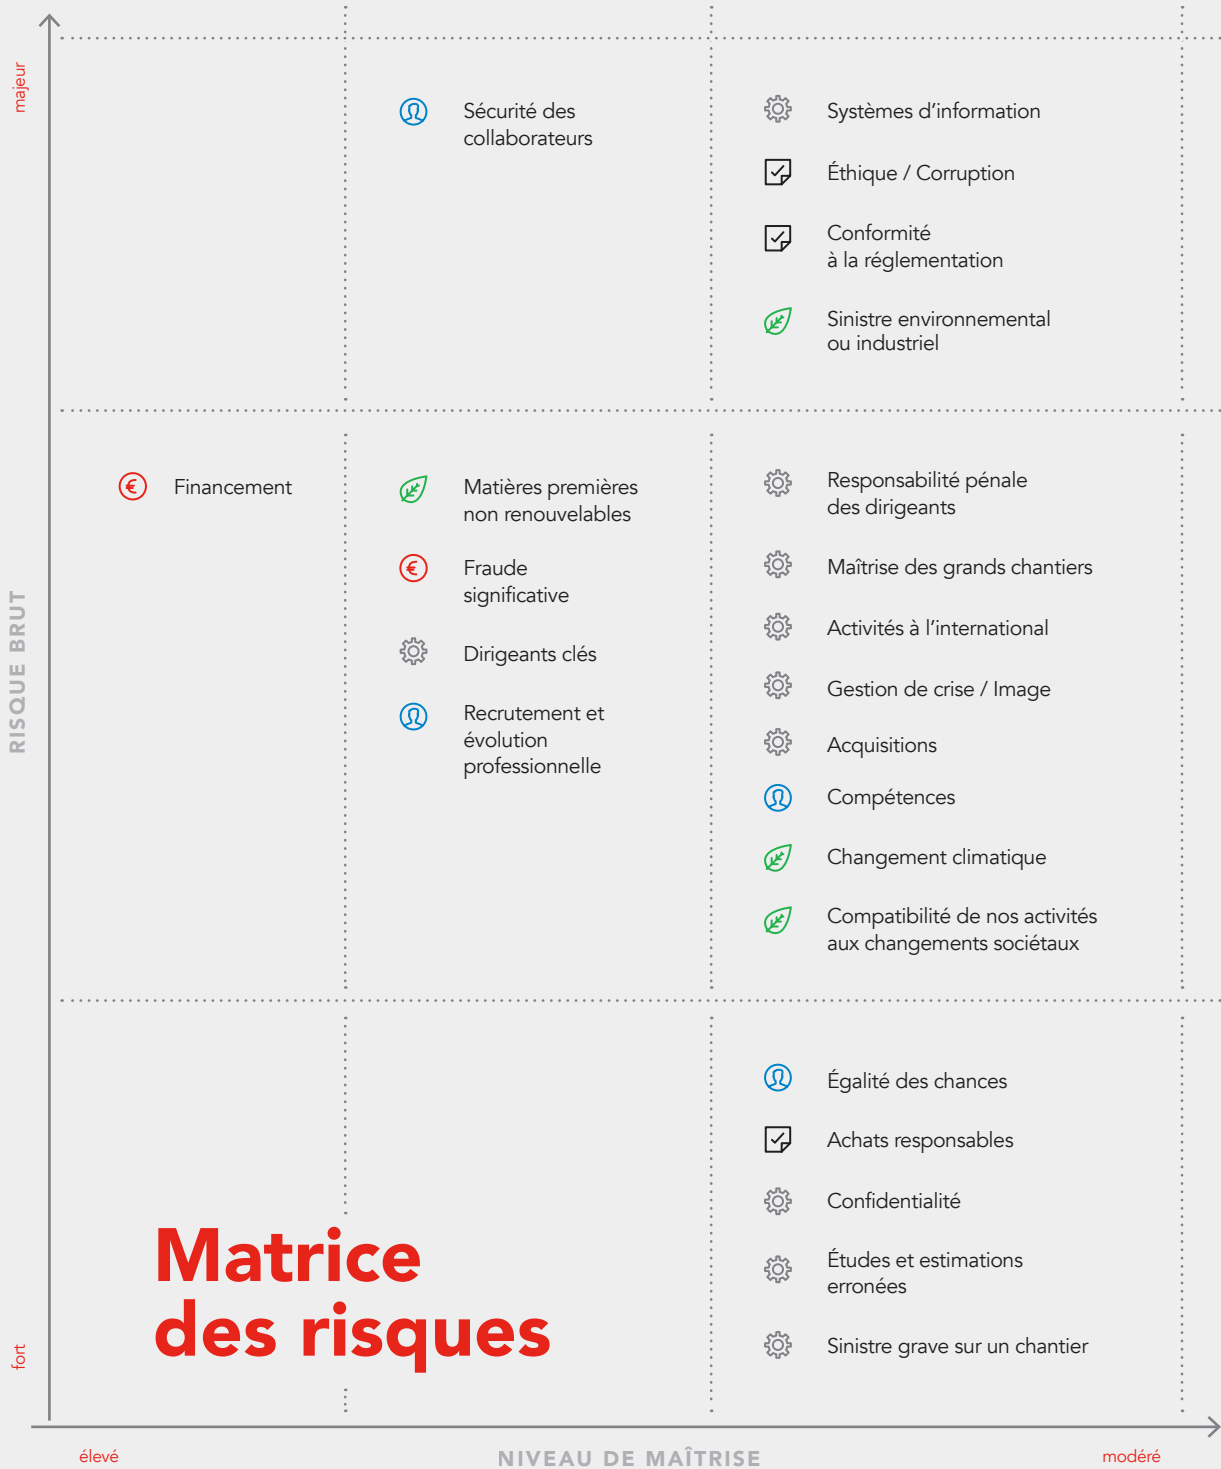 majeur
Sécurité des
collaborateurs
Systèmes d’information
Éthique / Corruption
Conformité
à la réglementation
Sinistre environnemental
ou industriel
RISQUE BRUT
€ Financement
Matières premières
non renouvelables
€ Fraude
significative
Dirigeants clés
Recrutement et
évolution
professionnelle
Responsabilité pénale
des dirigeants
Maîtrise des grands chantiers
Activités à l’international
Gestion de crise / Image
Acquisitions
Compétences
Changement climatique
Compatibilité de nos activités
aux changements sociétaux
Égalité des chances
Achats responsables
Confidentialité
Études et estimations
erronées
Sinistre grave sur un chantier
Matrice
des risques
fort
élevé
NIVEAU DE MAÎTRISE
modéré